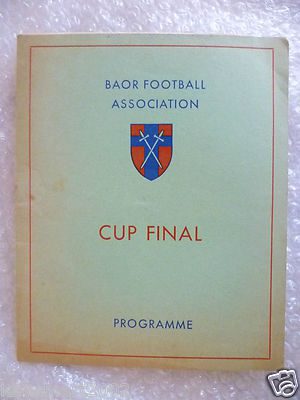 BAOR FOOTBALL
ASSOCIATION
CUP FINAL
PROGRAMME